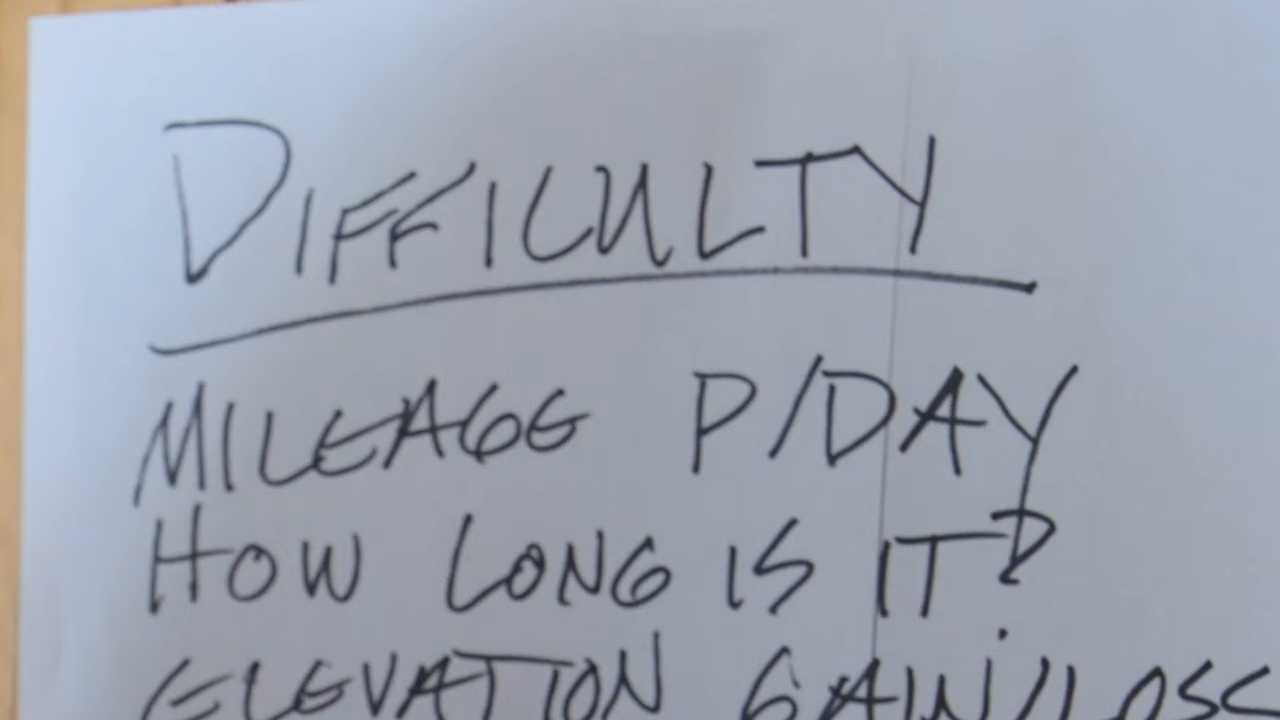 DIFFICULTY
MILEAGE P/DAY
HOW LONG IS IT?
ELEVATION GAIN/LOSS